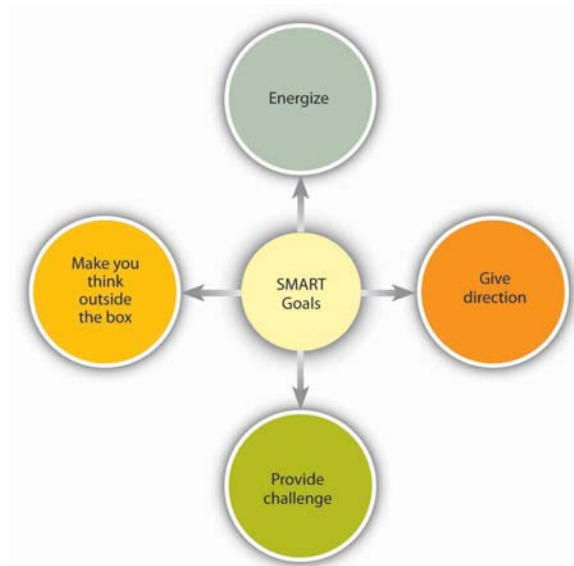 Energize
Make you
think
outside
the box
SMART
Goals
Give
direction
Provide
challenge